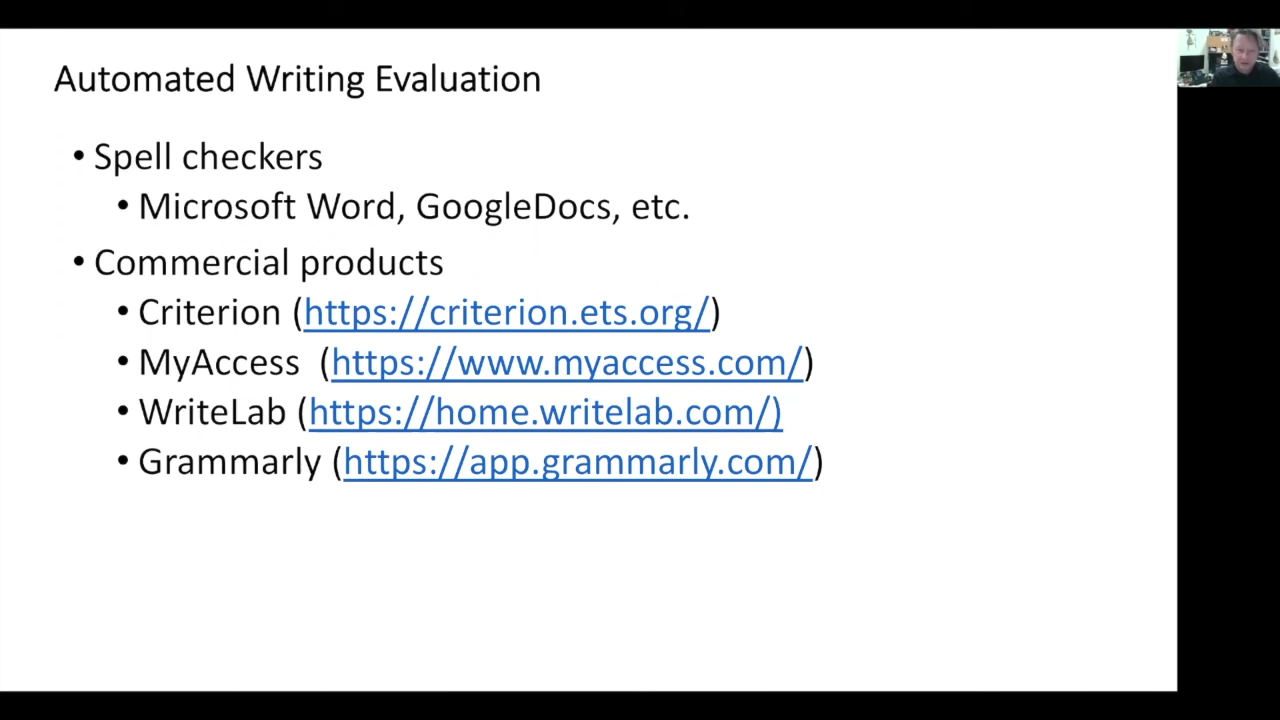 Automated Writing Evaluation
• Spell checkers
• Microsoft Word, GoogleDocs, etc.
• Commercial products
• Criterion (https://criterion.ets.org/)
• MyAccess  (https://www.myaccess.com/)
• WriteLab (https://home.writelab.com/)
• Grammarly (https://app.grammarly.com/)